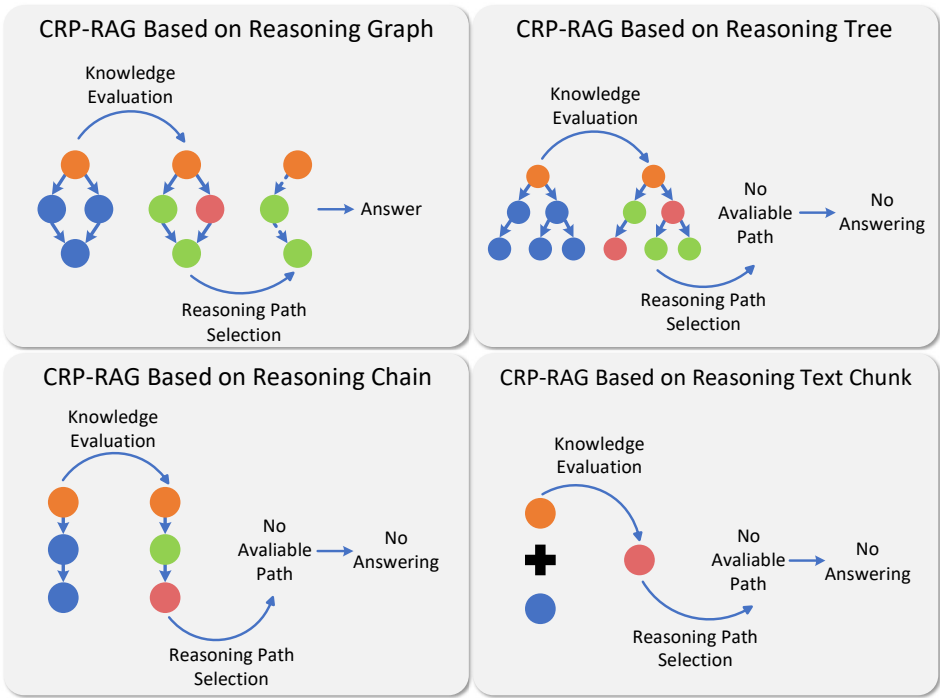 CRP-RAG Based on Reasoning Graph
Knowledge
Evaluation
Answer
Reasoning Path
Selection
CRP-RAG Based on Reasoning Tree
Knowledge
Evaluation
No
Avaliable
Path
No
Answering
Reasoning Path
Selection
CRP-RAG Based on Reasoning Chain
Knowledge
Evaluation
No
Avaliable
Path
No
Answering
Reasoning Path
Selection
CRP-RAG Based on Reasoning Text Chunk
Knowledge
Evaluation
No
Avaliable
Path
No
Answering
Reasoning Path
Selection